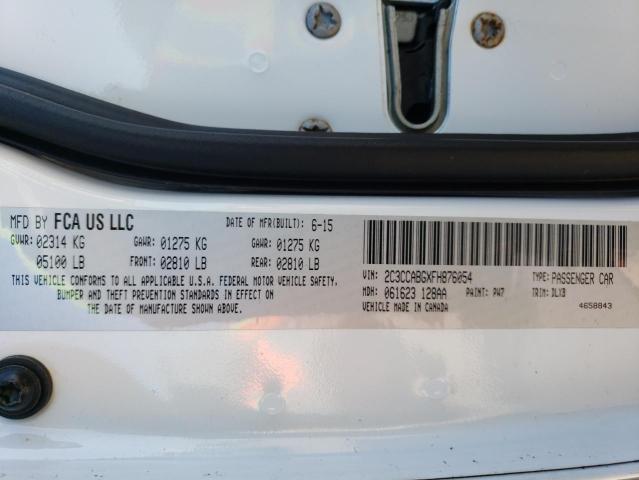 MFD BY FCA US LLC DATE OF MFR(BUILT): 6-15
GVWR: 02314 KG GAWR: 01275 KG GAWR: 01275 KG
05100 LB FRONT: 02810 LB REAR: 02810 LB
THIS VEHICLE CONFORMS TO ALL APPLICABLE U.S.A. FEDERAL MOTOR VEHICLE SAFETY,
BUMPER AND THEFT PREVENTION STANDARDS IN EFFECT ON
THE DATE OF MANUFACTURE SHOWN ABOVE.
VIN: 2C3CCABGXFH876054 TYPE: PASSENGER CAR
MDH: 061623 128AA PAINT: PW7 TRIM: DLX8
VEHICLE MADE IN CANADA 4658843